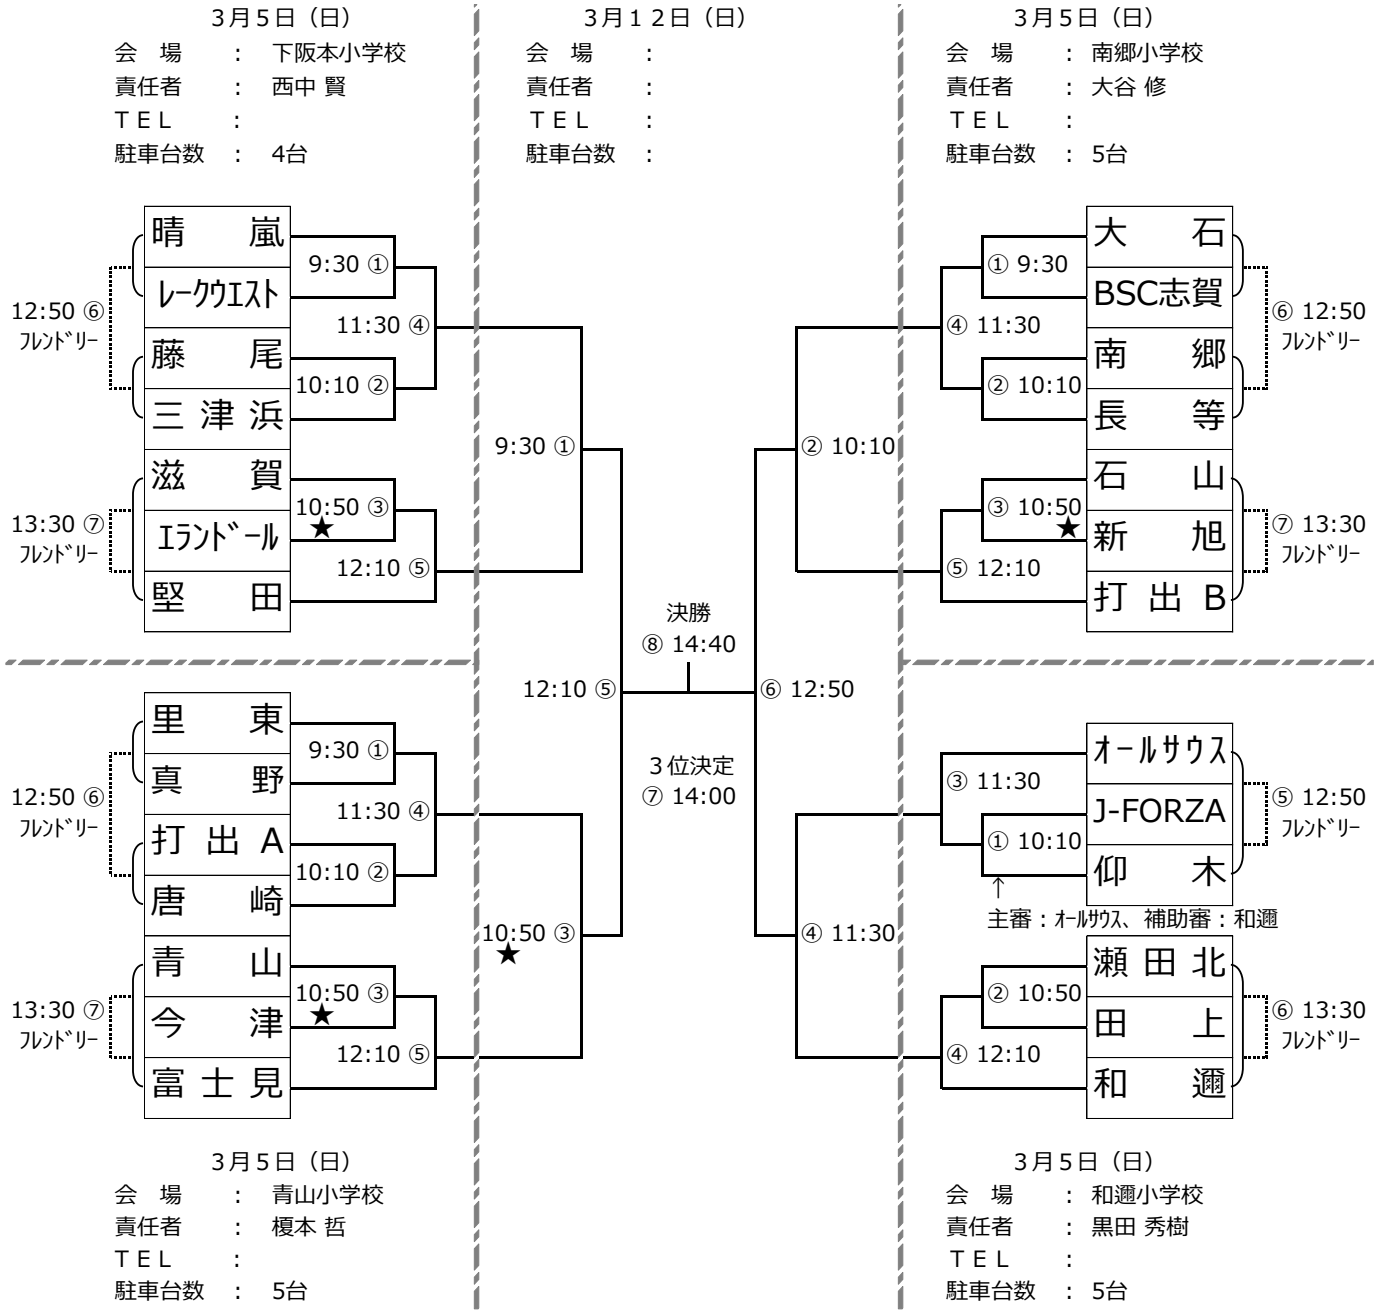 ３月５日（日）
会　場　：　下阪本小学校
責任者　：　西中 賢
ＴＥＬ　：
駐車台数　：　4台
３月１２日（日）
会　場　：
責任者　：
ＴＥＬ　：
駐車台数　：
３月５日（日）
会　場　：　南郷小学校
責任者　：　大谷 修
ＴＥＬ　：
駐車台数　：　5台
晴　嵐
ﾚｰｸｳｴｽﾄ
藤　尾
三 津 浜
滋　賀
ｴﾗﾝﾄﾞｰﾙ
堅　田
9:30 ①
11:30 ④
10:10 ②
10:50 ③
★
12:10 ⑤
12:50 ⑥
ﾌﾚﾝﾄﾞﾘｰ
13:30 ⑦
ﾌﾚﾝﾄﾞﾘｰ
里　東
真　野
打 出 A
唐　崎
青　山
今　津
富 士 見
9:30 ①
11:30 ④
10:10 ②
10:50 ③
★
12:10 ⑤
12:50 ⑥
ﾌﾚﾝﾄﾞﾘｰ
13:30 ⑦
ﾌﾚﾝﾄﾞﾘｰ
9:30 ①
12:10 ⑤
10:50 ③
★
決勝
⑧ 14:40
３位決定
⑦ 14:00
② 10:10
⑥ 12:50
④ 11:30
大　石
BSC志賀
南　郷
長　等
石　山
新　旭
打 出 B
① 9:30
④ 11:30
② 10:10
③ 10:50
★
⑤ 12:10
⑥ 12:50
ﾌﾚﾝﾄﾞﾘｰ
⑦ 13:30
ﾌﾚﾝﾄﾞﾘｰ
ｵｰﾙｻｳｽ
J-FORZA
仰　木
③ 11:30
① 10:10
↑
主審：ｵｰﾙｻｳｽ、補助審：和邇
⑤ 12:50
ﾌﾚﾝﾄﾞﾘｰ
瀬 田 北
田　上
和　邇
② 10:50
④ 12:10
⑥ 13:30
ﾌﾚﾝﾄﾞﾘｰ
３月５日（日）
会　場　：　青山小学校
責任者　：　榎本 哲
ＴＥＬ　：
駐車台数　：　5台
３月５日（日）
会　場　：　和邇小学校
責任者　：　黒田 秀樹
ＴＥＬ　：
駐車台数　：　5台